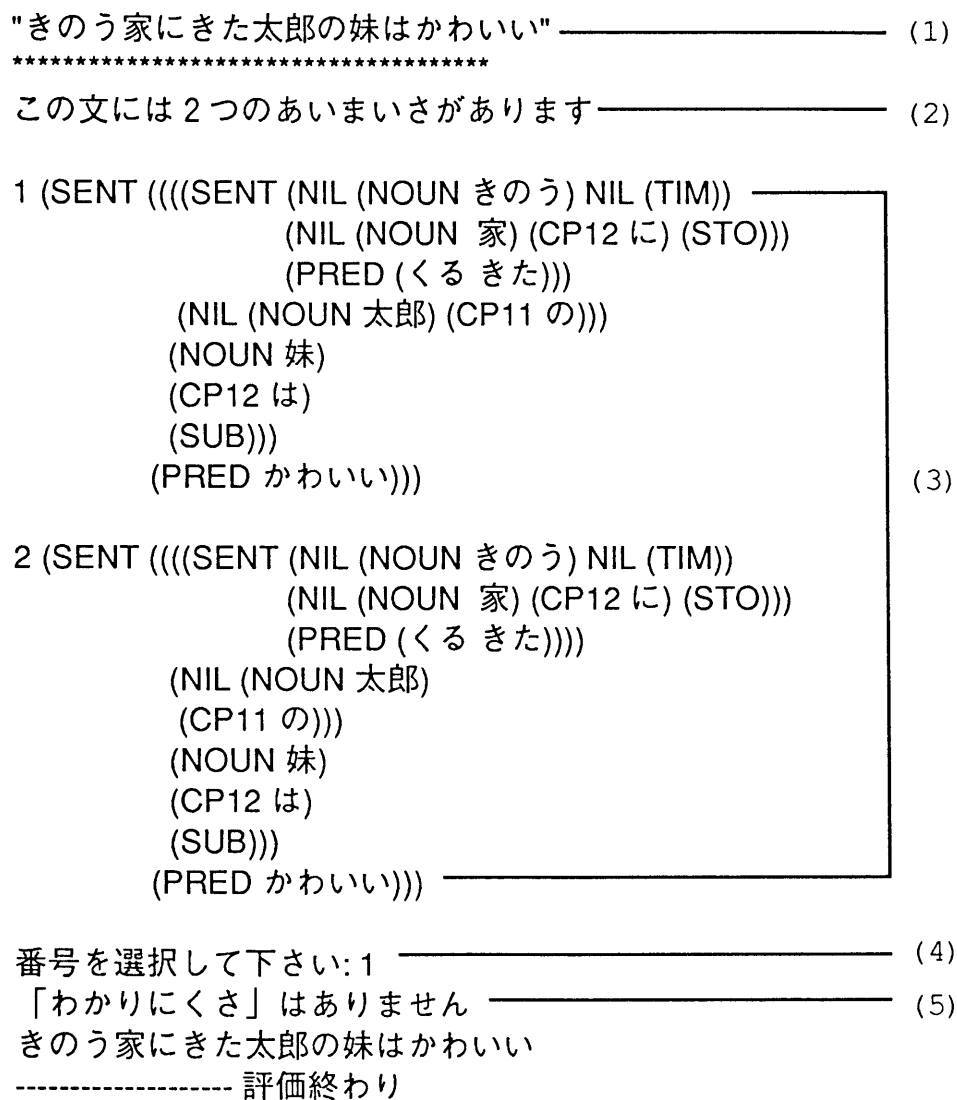 "きのう家にきた太郎の妹はかわいい" (1)
*************************************
この文には2つのあいまいさがあります (2)
1 (SENT ((((SENT (NIL (NOUN きのう) NIL (TIM))
(NIL (NOUN 家) (CP12 に) (STO)))
(PRED (くる きた)))
(NIL (NOUN 太郎) (CP11 の)))
(NOUN 妹)
(CP12 は)
(SUB)))
(PRED かわいい)))
(3)
2 (SENT ((((SENT (NIL (NOUN きのう) NIL (TIM))
(NIL (NOUN 家) (CP12 に) (STO)))
(PRED (くる きた))))
(NIL (NOUN 太郎)
(CP11 の)))
(NOUN 妹)
(CP12 は)
(SUB)))
(PRED かわいい)))
番号を選択して下さい: 1 (4)
「わかりにくさ」はありません (5)
きのう家にきた太郎の妹はかわいい
------------------- 評価終わり